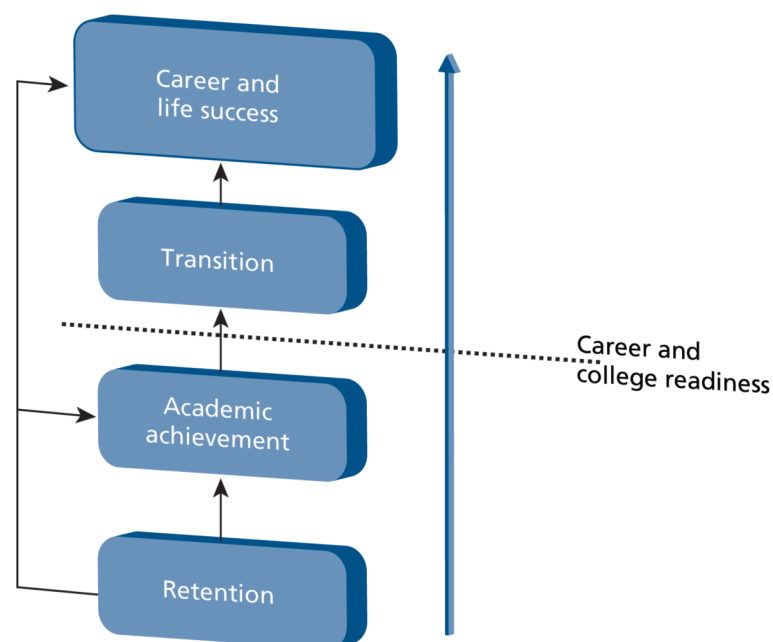 Career and
life success
Transition
Career and
college readiness
Academic
achievement
Retention